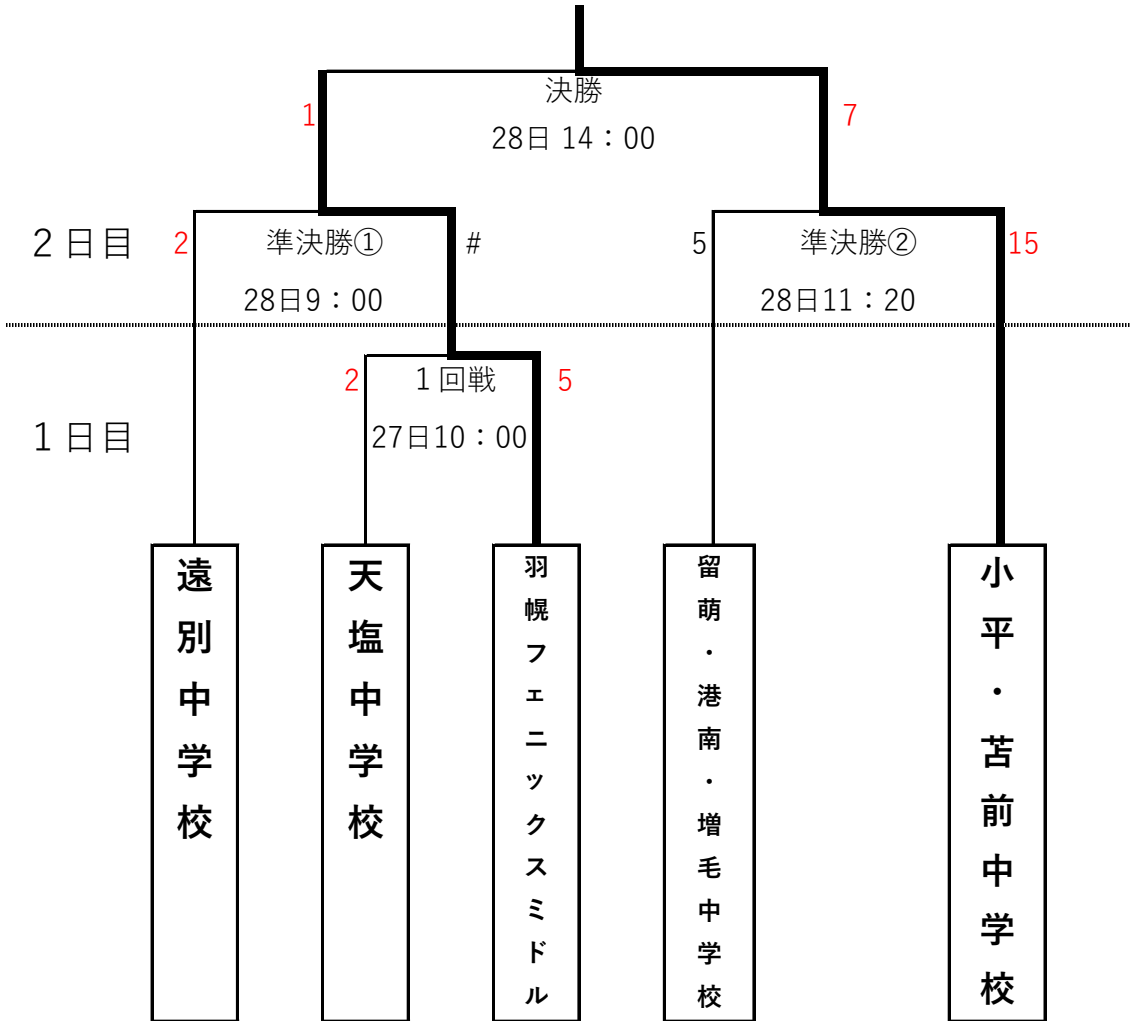 決勝
1
7
28日 14：00
2日目
2
準決勝①
#
5
準決勝②
15
28日9：00
28日11：20
2
1回戦
5
1日目
27日10：00
遠別中学校
天塩中学校
羽幌フェニックスミドル
留萌・港南・増毛中学校
小平・苫前中学校